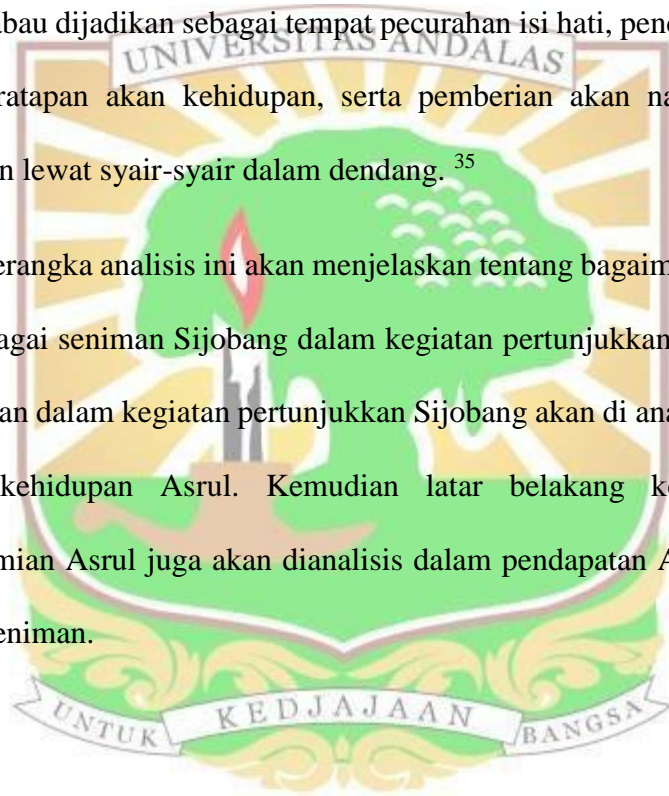 abau dijadikan sebagai tempat pecurahan isi hati, pen
UNIVERSITAS ANDALAS
ratapan akan kehidupan, serta pemberian akan na
n lewat syair-syair dalam dendang. 35
erangka analisis ini akan menjelaskan tentang bagaim
agai seniman Sijobang dalam kegiatan pertunjukkan
an dalam kegiatan pertunjukkan Sijobang akan di ana
kehidupan Asrul. Kemudian latar belakang k
mian Asrul juga akan dianalisis dalam pendapatan A
eniman.
UNTUK KEDJAJAAN BANGSA